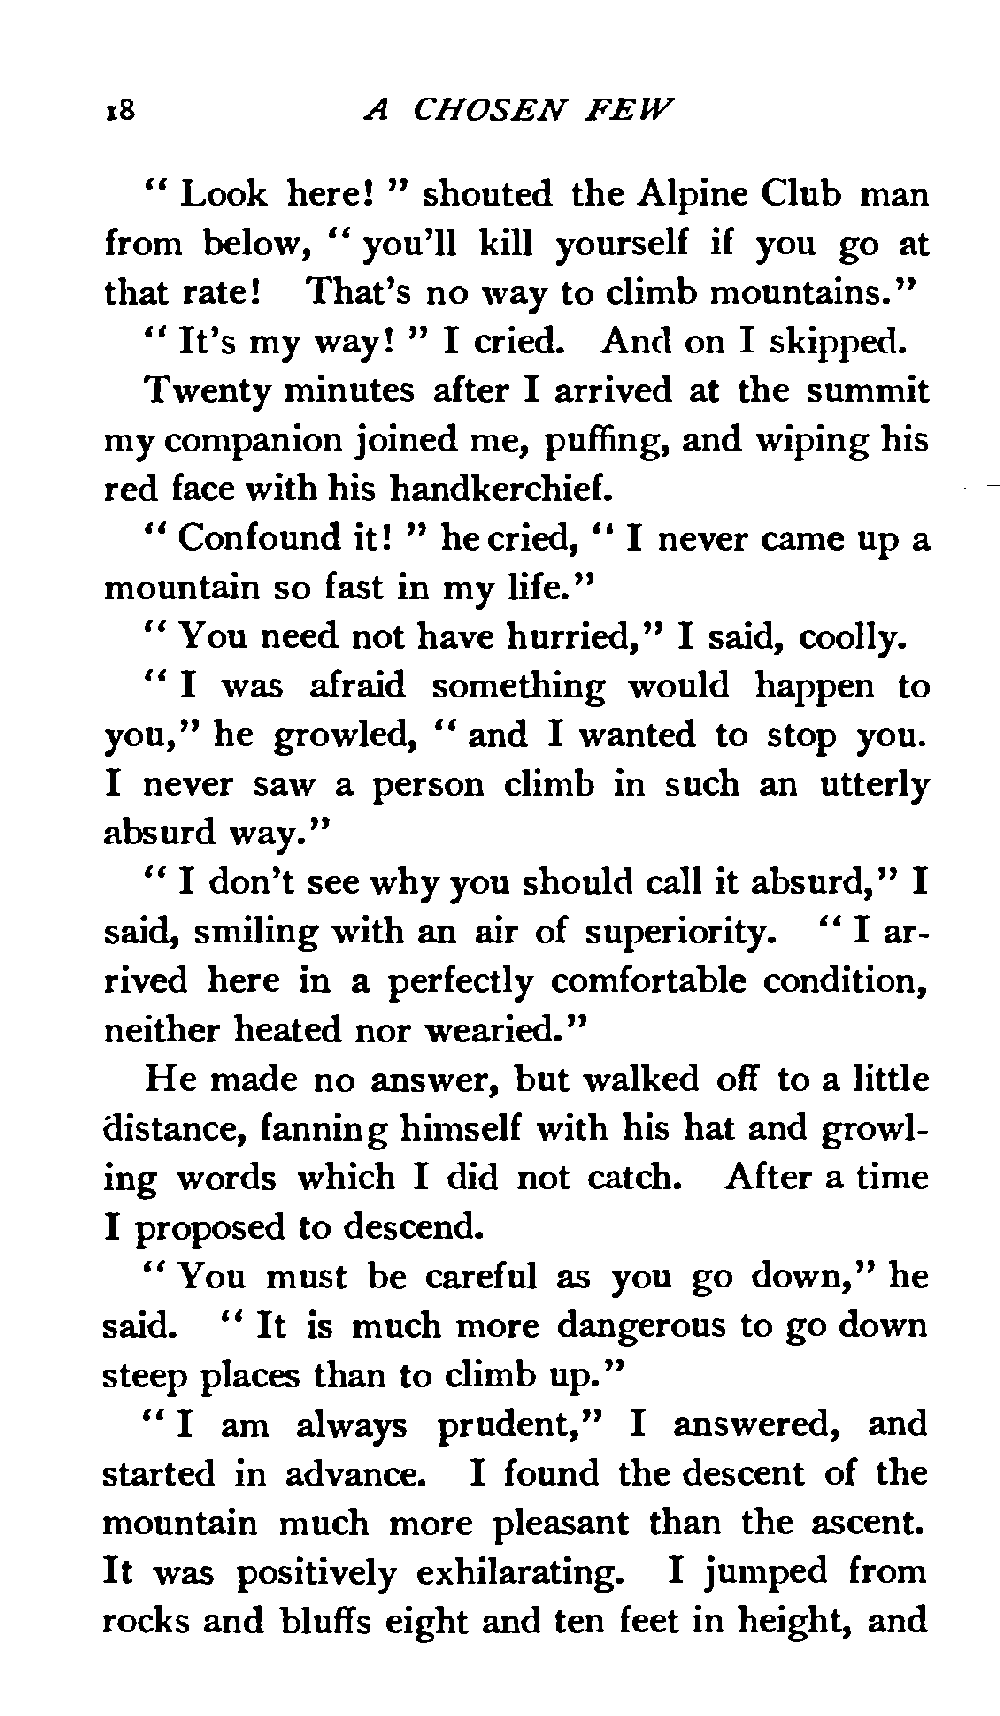 18 A CHOSEN FEW
“ Look here! ” shouted the Alpine Club man
from below, “ you’ll kill yourself if you go at
that rate! That’s no way to climb mountains.”
“ It’s my way! ” I cried. And on I skipped.
Twenty minutes after I arrived at the summit
my companion joined me, puffing, and wiping his
red face with his handkerchief.
“ Confound it! ” he cried, “ I never came up a
mountain so fast in my life.”
“ You need not have hurried,” I said, coolly.
“ I was afraid something would happen to
you,” he growled, “ and I wanted to stop you.
I never saw a person climb in such an utterly
absurd way.”
“ I don’t see why you should call it absurd,” I
said, smiling with an air of superiority. “ I ar-
rived here in a perfectly comfortable condition,
neither heated nor wearied.”
He made no answer, but walked off to a little
distance, fanning himself with his hat and growl-
ing words which I did not catch. After a time
I proposed to descend.
“ You must be careful as you go down,” he
said. “ It is much more dangerous to go down
steep places than to climb up.”
“ I am always prudent,” I answered, and
started in advance. I found the descent of the
mountain much more pleasant than the ascent.
It was positively exhilarating. I jumped from
rocks and bluffs eight and ten feet in height, and